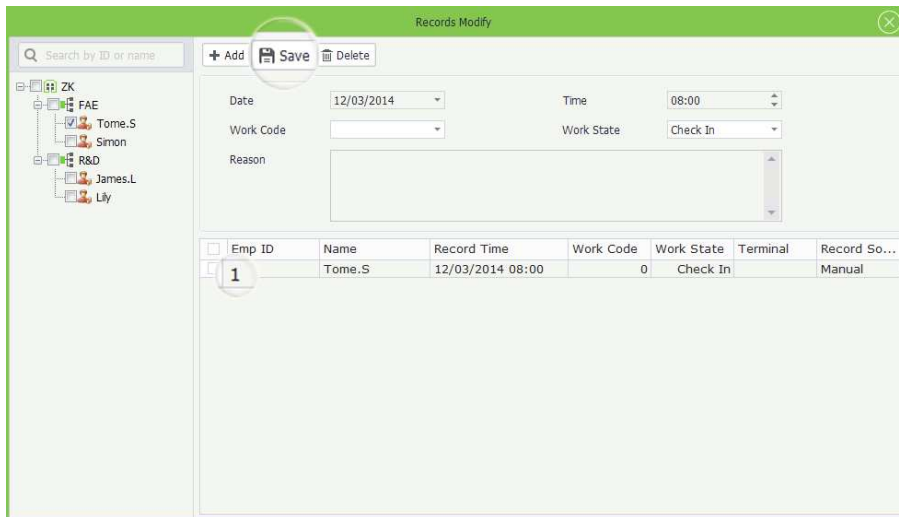 Records Modify
Search by ID or name
Add Save Delete
ZK
FAE
Tome.S
Simon
R&D
James.L
Lily
Date 12/03/2014 Time 08:00
Work Code Work State Check In
Reason
Emp ID Name Record Time Work Code Work State Terminal Record So...
1 Tome.S 12/03/2014 08:00 0 Check In Manual